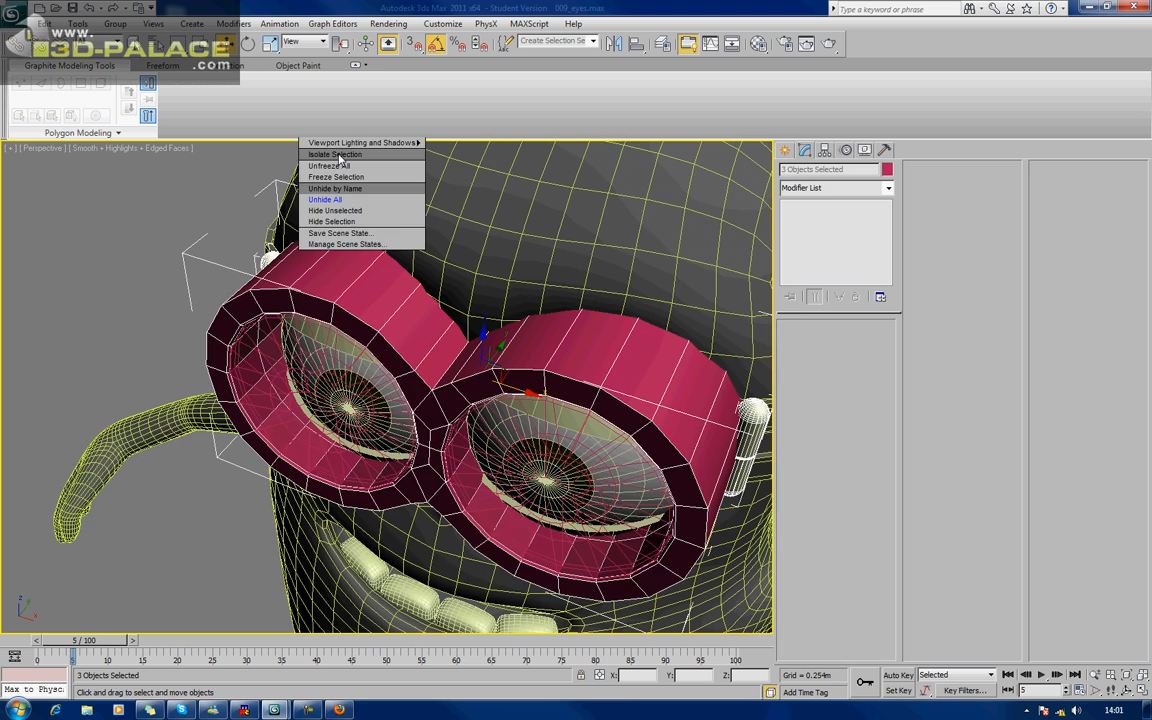 Autodesk 3ds Max 2011 x64 - Student Version 009_eyes.max
Type a keyword or phrase
Edit Tools Group Views Create Modifiers Animation Graph Editors Rendering Customize PhysX MAXScript Help
www.
3D-PALACE
.com
View
Create Selection Se
Graphite Modeling Tools Freeform Selection Object Paint
Polygon Modeling
[ + ] [ Perspective ] [ Smooth + Highlights + Edged Faces ]
Viewport Lighting and Shadows
Isolate Selection
Unfreeze All
Freeze Selection
Unhide by Name
Unhide All
Hide Unselected
Hide Selection
Save Scene State...
Manage Scene States...
3 Objects Selected
Modifier List
z
x
5 / 100
0 5 10 15 20 25 30 35 40 45 50 55 60 65 70 75 80 85 90 95 100
3 Objects Selected
X: Y: Z:
Grid = 0.254m
Auto Key
Selected
Max to Physc
Click and drag to select and move objects
Add Time Tag
Set Key
Key Filters...
5
14:01